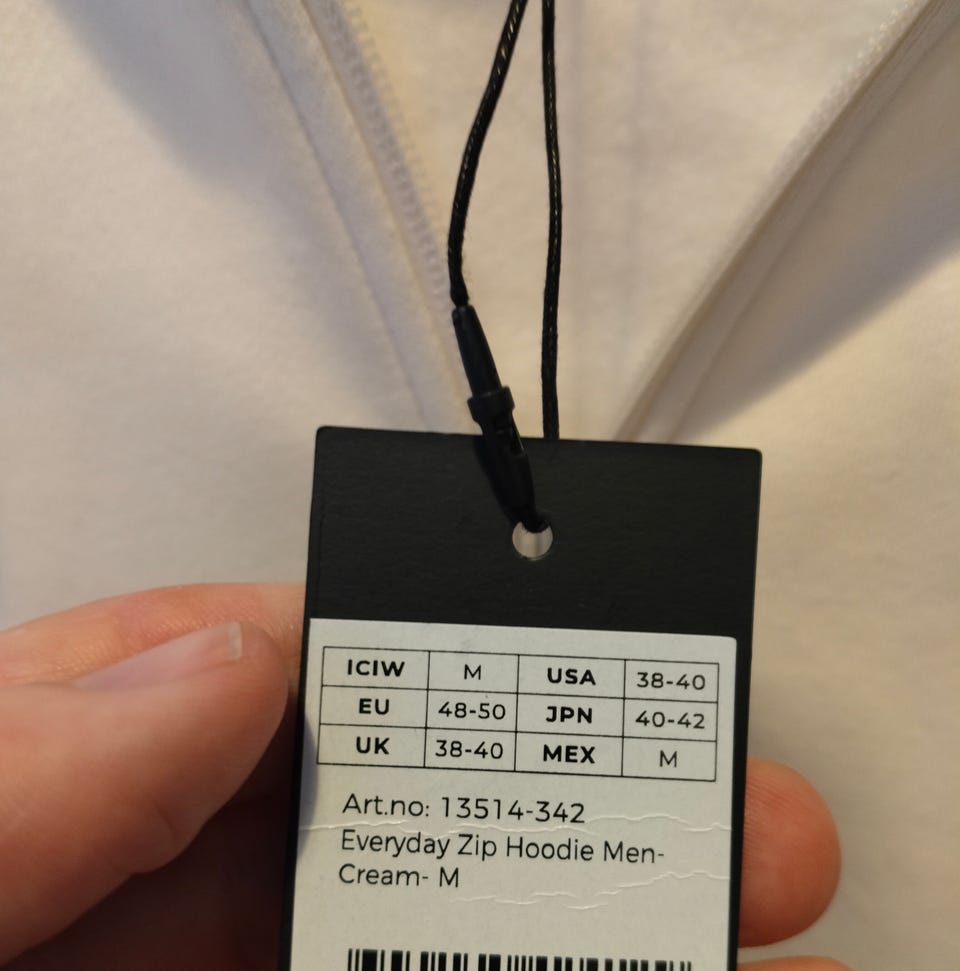 ICIW M USA 38-40
EU 48-50 JPN 40-42
UK 38-40 MEX M
Art.no: 13514-342
Everyday Zip Hoodie Men-
Cream- M